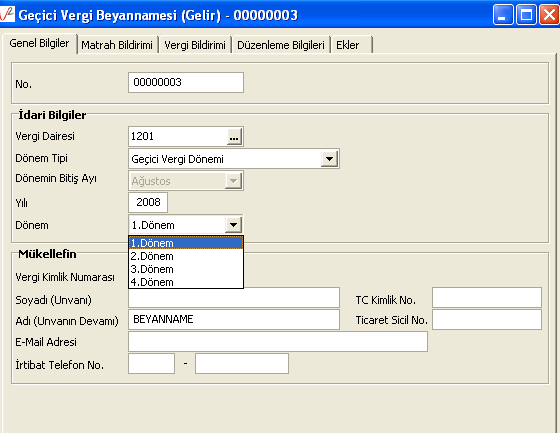 Geçici Vergi Beyannamesi (Gelir) - 00000003
Genel Bilgiler Matrah Bildirimi Vergi Bildirimi Düzenleme Bilgileri Ekler
No. 00000003
İdari Bilgiler
Vergi Dairesi 1201 ...
Dönem Tipi Geçici Vergi Dönemi
Dönemin Bitiş Ayı Ağustos
Yılı 2008
Dönem 1.Dönem
1.Dönem
2.Dönem
3.Dönem
4.Dönem
Mükellefin
Vergi Kimlik Numarası
Soyadı (Unvanı) TC Kimlik No.
Adı (Unvanın Devamı) BEYANNAME Ticaret Sicil No.
E-Mail Adresi
İrtibat Telefon No. -